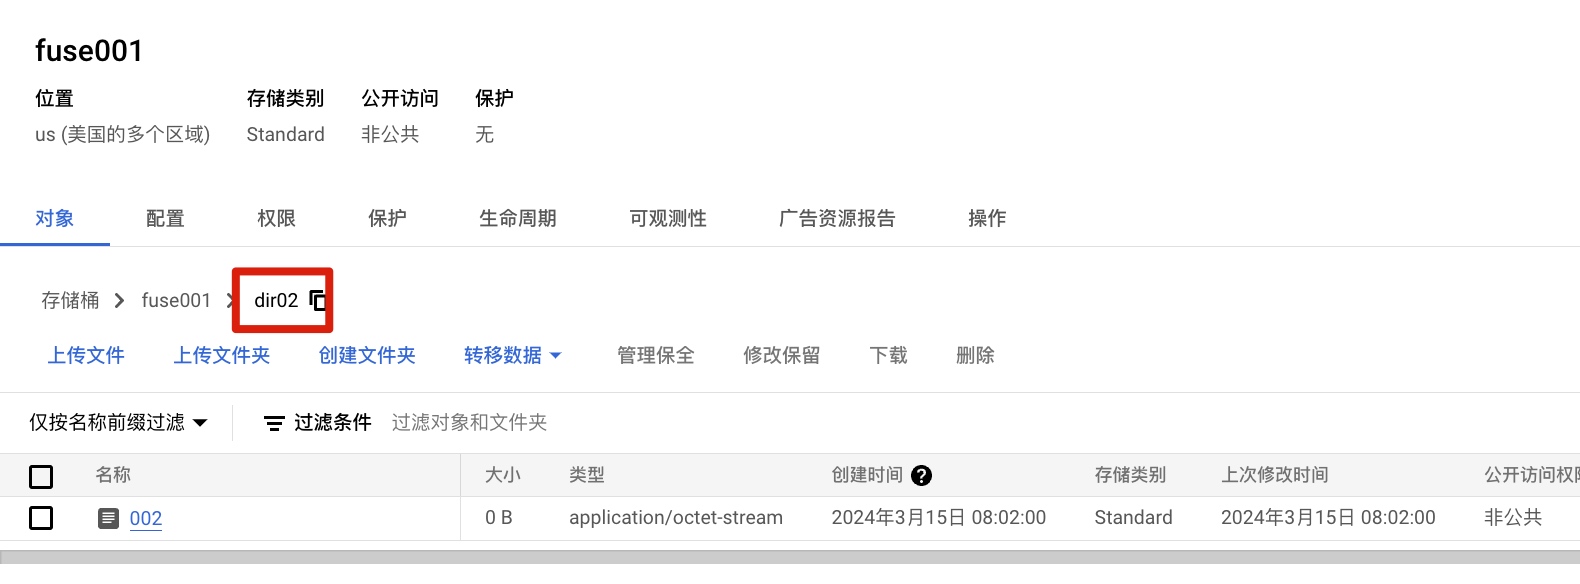 fuse001
位置 存储类别 公开访问 保护
us (美国的多个区域) Standard 非公共 无
对象 配置 权限 保护 生命周期 可观测性 广告资源报告 操作
存储桶 fuse001 dir02
上传文件 上传文件夹 创建文件夹 转移数据 管理保全 修改保留 下载 删除
仅按名称前缀过滤 过滤条件 过滤对象和文件夹
名称 大小 类型 创建时间 存储类别 上次修改时间 公开访问权
002 0 B application/octet-stream 2024年3月15日 08:02:00 Standard 2024年3月15日 08:02:00 非公共